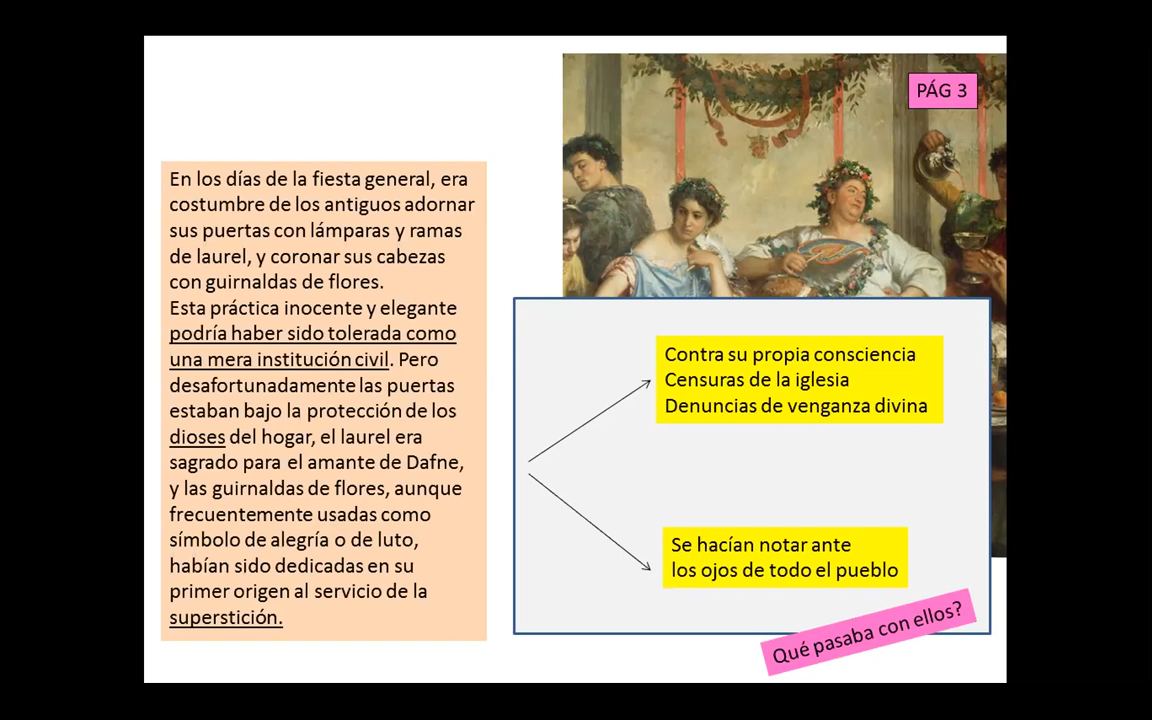 PÁG 3
En los días de la fiesta general, era
costumbre de los antiguos adornar
sus puertas con lámparas y ramas
de laurel, y coronar sus cabezas
con guirnaldas de flores.
Esta práctica inocente y elegante
podría haber sido tolerada como
una mera institución civil. Pero
desafortunadamente las puertas
estaban bajo la protección de los
dioses del hogar, el laurel era
sagrado para el amante de Dafne,
y las guirnaldas de flores, aunque
frecuentemente usadas como
símbolo de alegría o de luto,
habían sido dedicadas en su
primer origen al servicio de la
superstición.
Contra su propia consciencia
Censuras de la iglesia
Denuncias de venganza divina
Se hacían notar ante
los ojos de todo el pueblo
Qué pasaba con ellos?